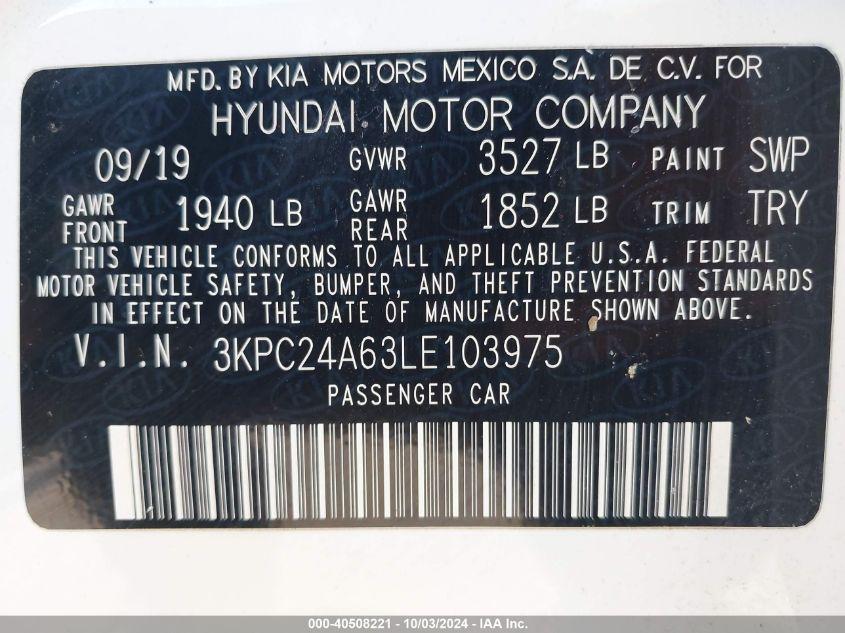 MFD. BY KIA MOTORS MEXICO S.A. DE C.V. FOR
HYUNDAI MOTOR COMPANY
09/19 GVWR 3527 LB PAINT SWP
GAWR FRONT 1940 LB GAWR REAR 1852 LB TRIM TRY
THIS VEHICLE CONFORMS TO ALL APPLICABLE U.S.A. FEDERAL
MOTOR VEHICLE SAFETY, BUMPER, AND THEFT PREVENTION STANDARDS
IN EFFECT ON THE DATE OF MANUFACTURE SHOWN ABOVE.
V.I.N. 3KPC24A63LE103975
PASSENGER CAR
000-40508221 - 10/03/2024 - IAA Inc.